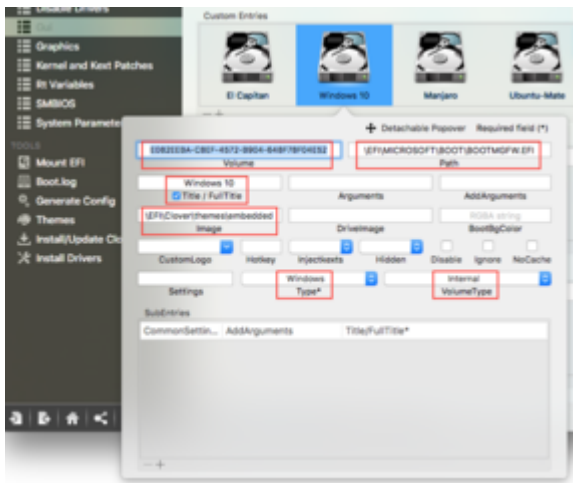 Disable Drivers
Gui
Graphics
Kernel and Kext Patches
Rt Variables
SMBIOS
System Parameters
TOOLS
Mount EFI
Boot.log
Generate Config
Themes
Install/Update Clo
Install Drivers
Custom Entries
El Capitan
Windows 10
Manjaro
Ubuntu-Mate
Detachable Popover
Required field (*)
Volume
\EFI\MICROSOFT\BOOT\BOOTMGFW.EFI
Path
Windows 10
Title / FullTitle
Arguments
AddArguments
\EFI\Clover\themes\embedded
Image
DriveImage
RGBA string
BootBgColor
CustomLogo
Hotkey
InjectKexts
Hidden
Disable
Ignore
NoCache
Settings
Windows
Type*
Internal
VolumeType
SubEntries
CommonSettin...
AddArguments
Title/FullTitle*